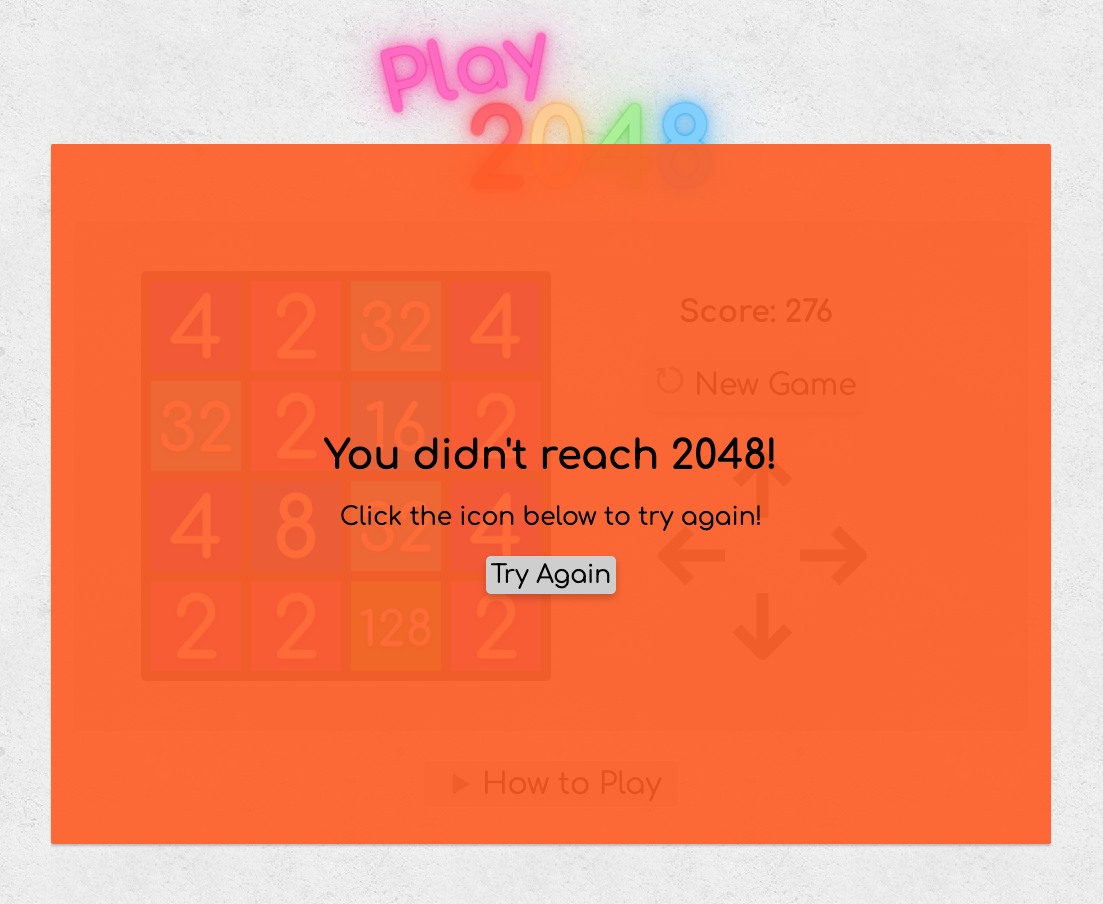 Play
2048
4 2 32 4
Score: 276
New Game
32 2 16 2
You didn't reach 2048!
Click the icon below to try again!
4 8 32 4
Try Again
2 2 128 2
How to Play